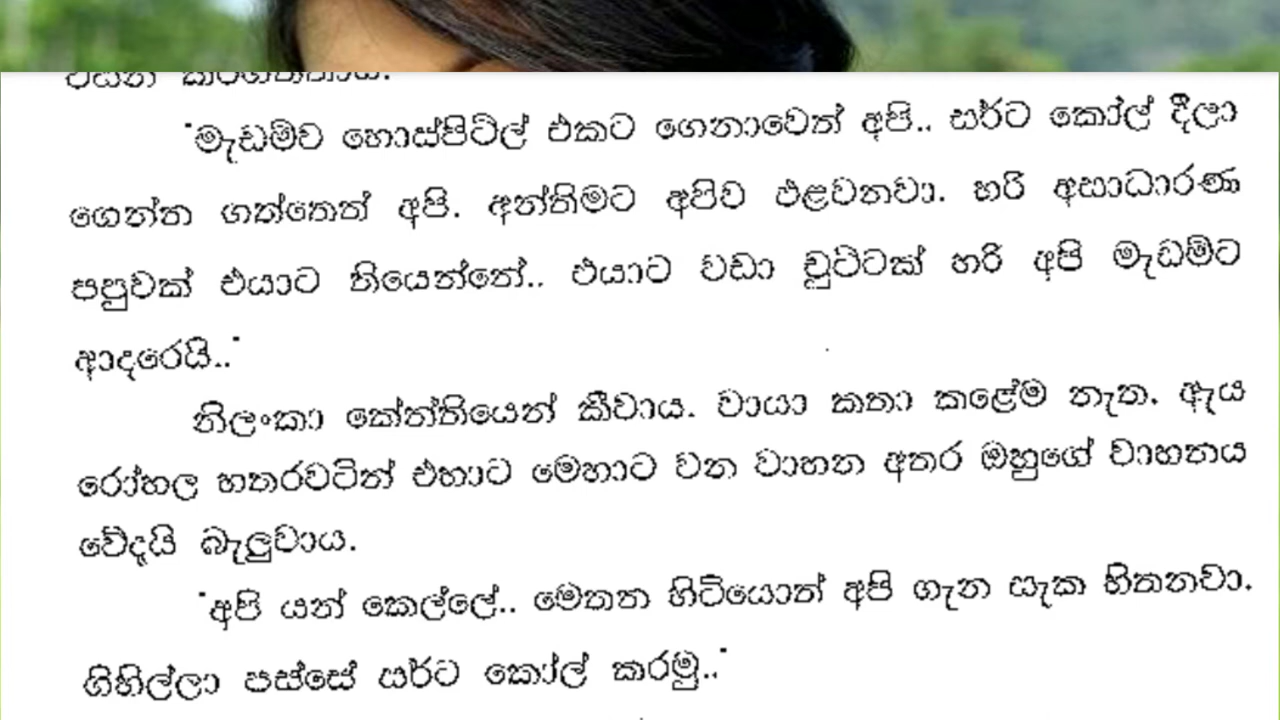 "මැඩම්ව හොස්පිට්ල් එකට ගෙනාවෙත් අපි.. සර්ට කෝල් දීලා
ගෙන්න ගත්තෙත් අපි. අන්තිමට අපිව එළවනවා. හරි අසාධාරණ
පපුවක් එයාට තියෙන්නේ.. එයාට වඩා චුට්ටක් හරි අපි මැඩම්ට
ආදරෙයි.."
නිලංකා කේන්තියෙන් කීවාය. චායා කතා කළේම නැත. ඇය
රෝහල හතරවටින් එහාට මෙහාට වන වාහන අතර ඔහුගේ වාහනය
වේදැයි බැලුවාය.
"අපි යන් කෙල්ලේ.. මෙතන හිටියොත් අපි ගැන සැක හිතනවා.
ගිහිල්ලා පස්සේ සර්ට කෝල් කරමු.."